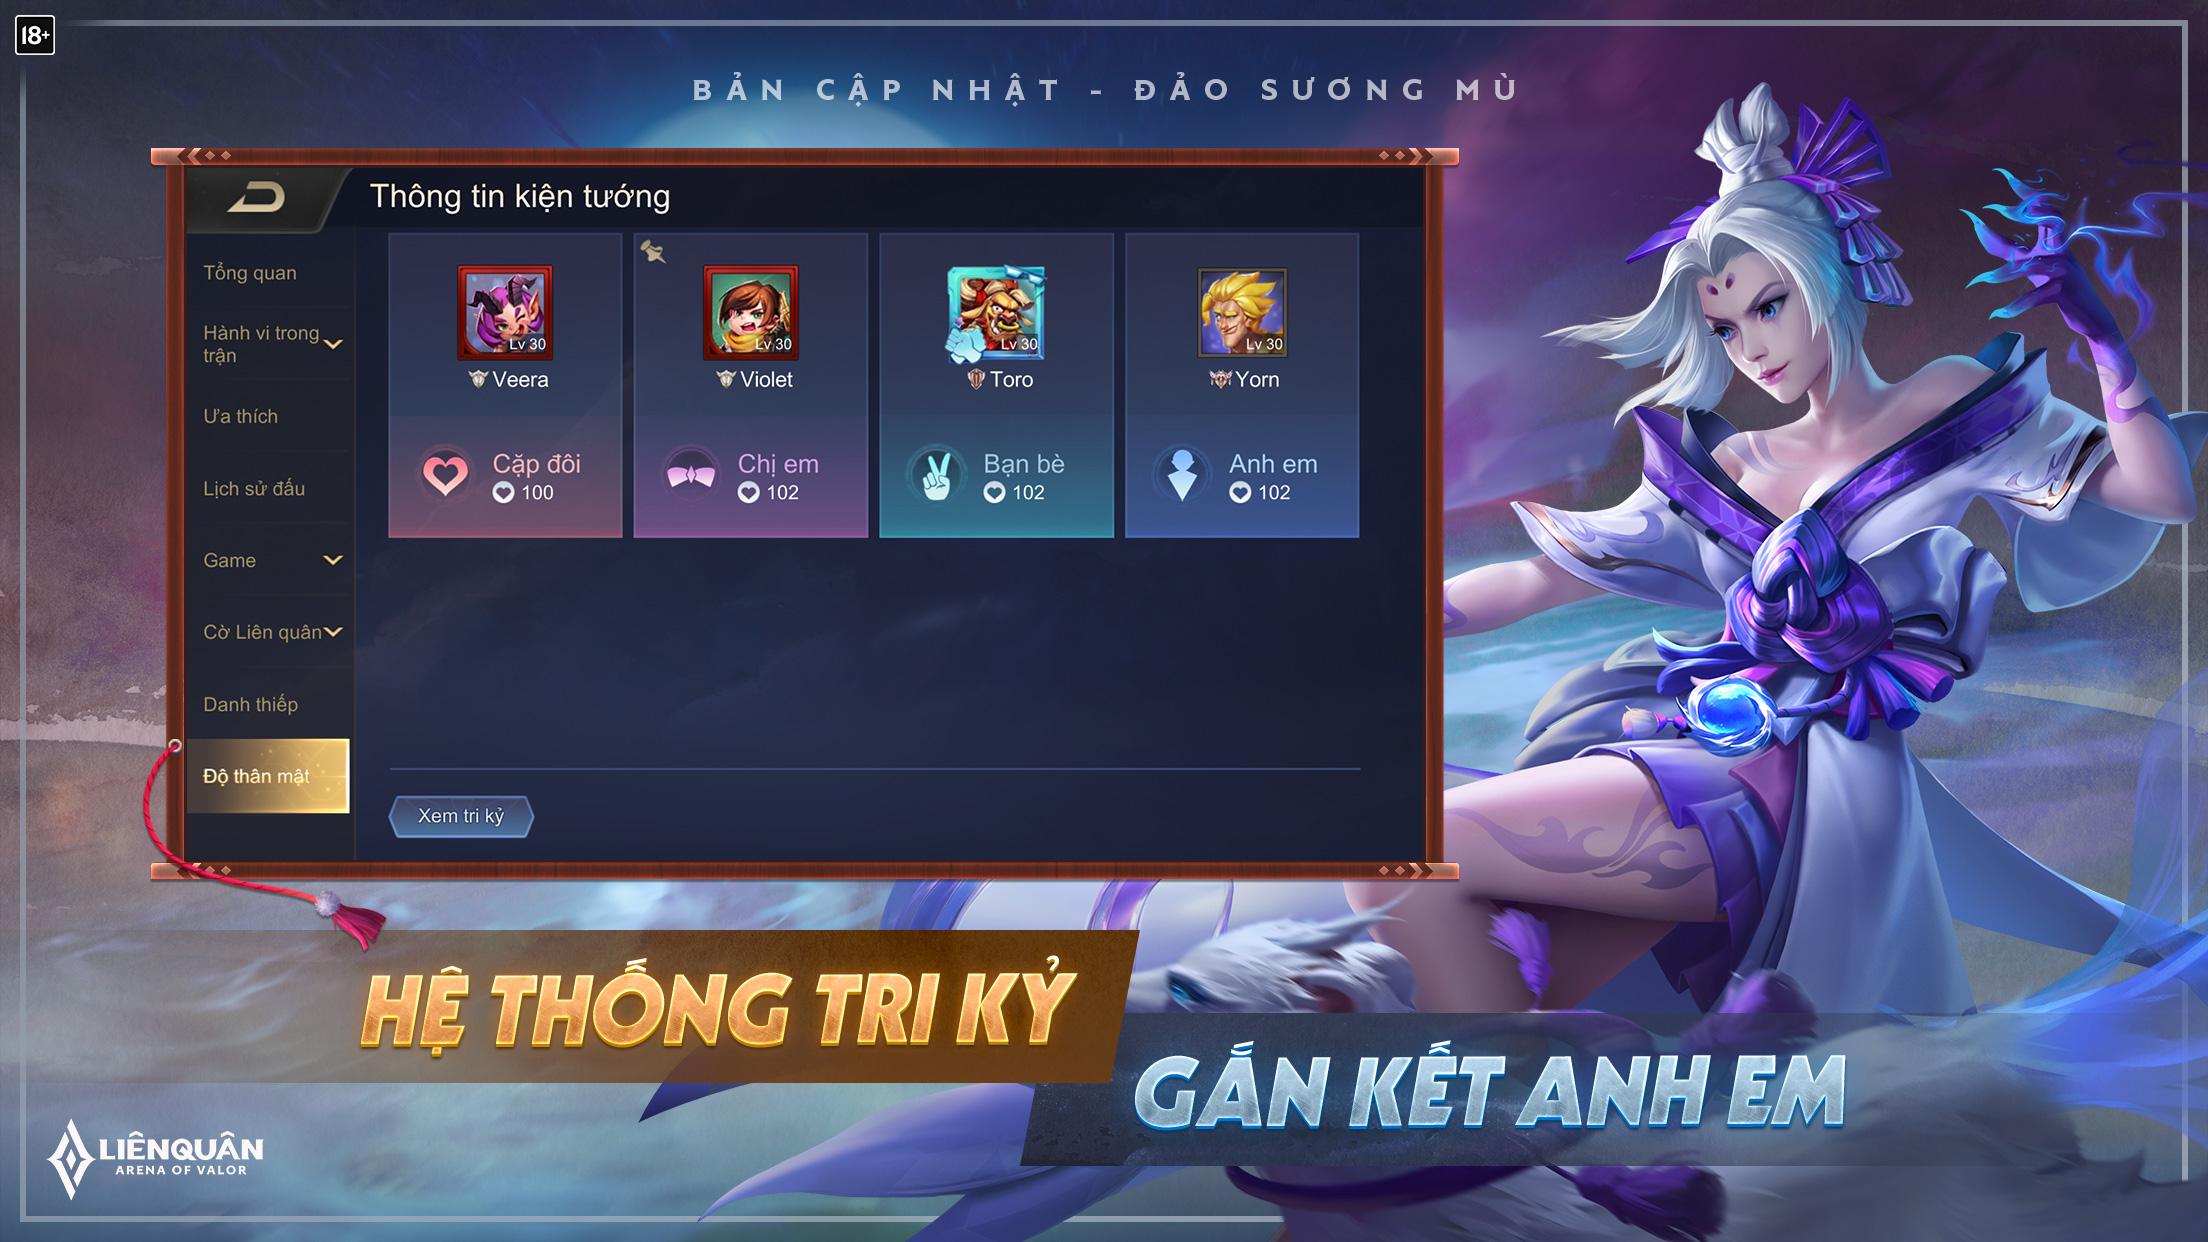 18+
BẢN CẬP NHẬT - ĐẢO SƯƠNG MÙ
Thông tin kiện tướng
Tổng quan
Hành vi trong
trận
Ưa thích
Lịch sử đấu
Game
Cờ Liên quân
Danh thiếp
Độ thân mật
Lv 30
Veera
Cặp đôi
100
Lv 30
Violet
Chị em
102
Lv 30
Toro
Bạn bè
102
Lv 30
Yorn
Anh em
102
Xem tri kỷ
HỆ THỐNG TRI KỶ
GẮN KẾT ANH EM
LIÊNQUÂN
ARENA OF VALOR